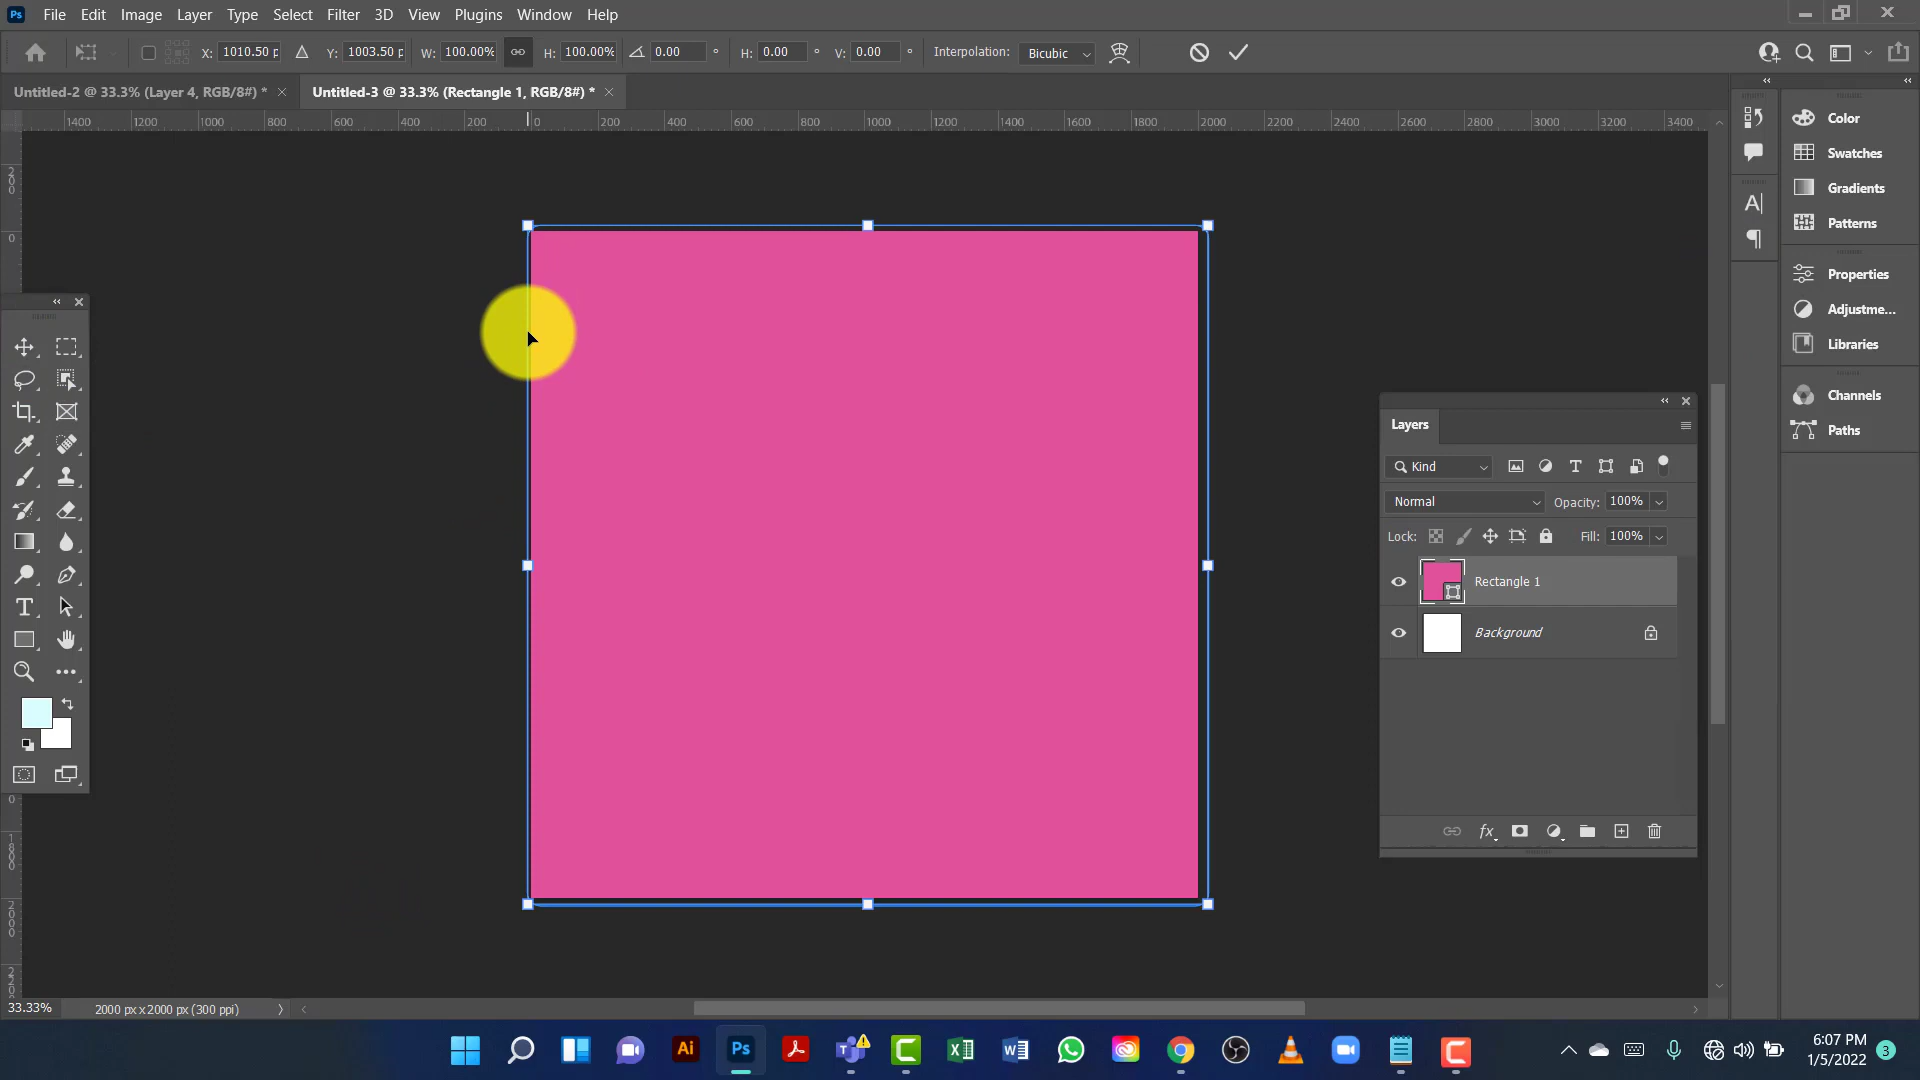 Ps File Edit Image Layer Type Select Filter 3D View Plugins Window Help
X: 1010.50 p Y: 1003.50 p W: 100.00% H: 100.00% 0.00 ° H: 0.00 ° V: 0.00 ° Interpolation: Bicubic
Untitled-2 @ 33.3% (Layer 4, RGB/8#) * Untitled-3 @ 33.3% (Rectangle 1, RGB/8#) *
1400 1200 1000 800 600 400 200 0 200 400 600 800 1000 1200 1400 1600 1800 2000 2200 2400 2600 2800 3000 3200 3400
Color
Swatches
Gradients
Patterns
Properties
Adjustme...
Libraries
Channels
Paths
Layers
Kind
Normal Opacity: 100%
Lock: Fill: 100%
Rectangle 1
Background
fx
33.33% 2000 px x 2000 px (300 ppi)
Ai Ps
6:07 PM
1/5/2022 3